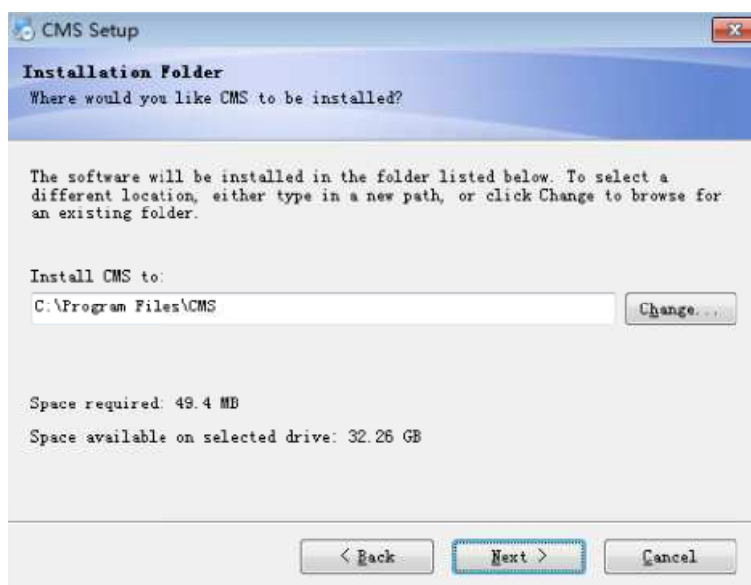 CMS Setup
Installation Folder
Where would you like CMS to be installed?
The software will be installed in the folder listed below. To select a
different location, either type in a new path, or click Change to browse for
an existing folder.
Install CMS to:
C:\Program Files\CMS
Change...
Space required: 49.4 MB
Space available on selected drive: 32.26 GB
< Back
Next >
Cancel